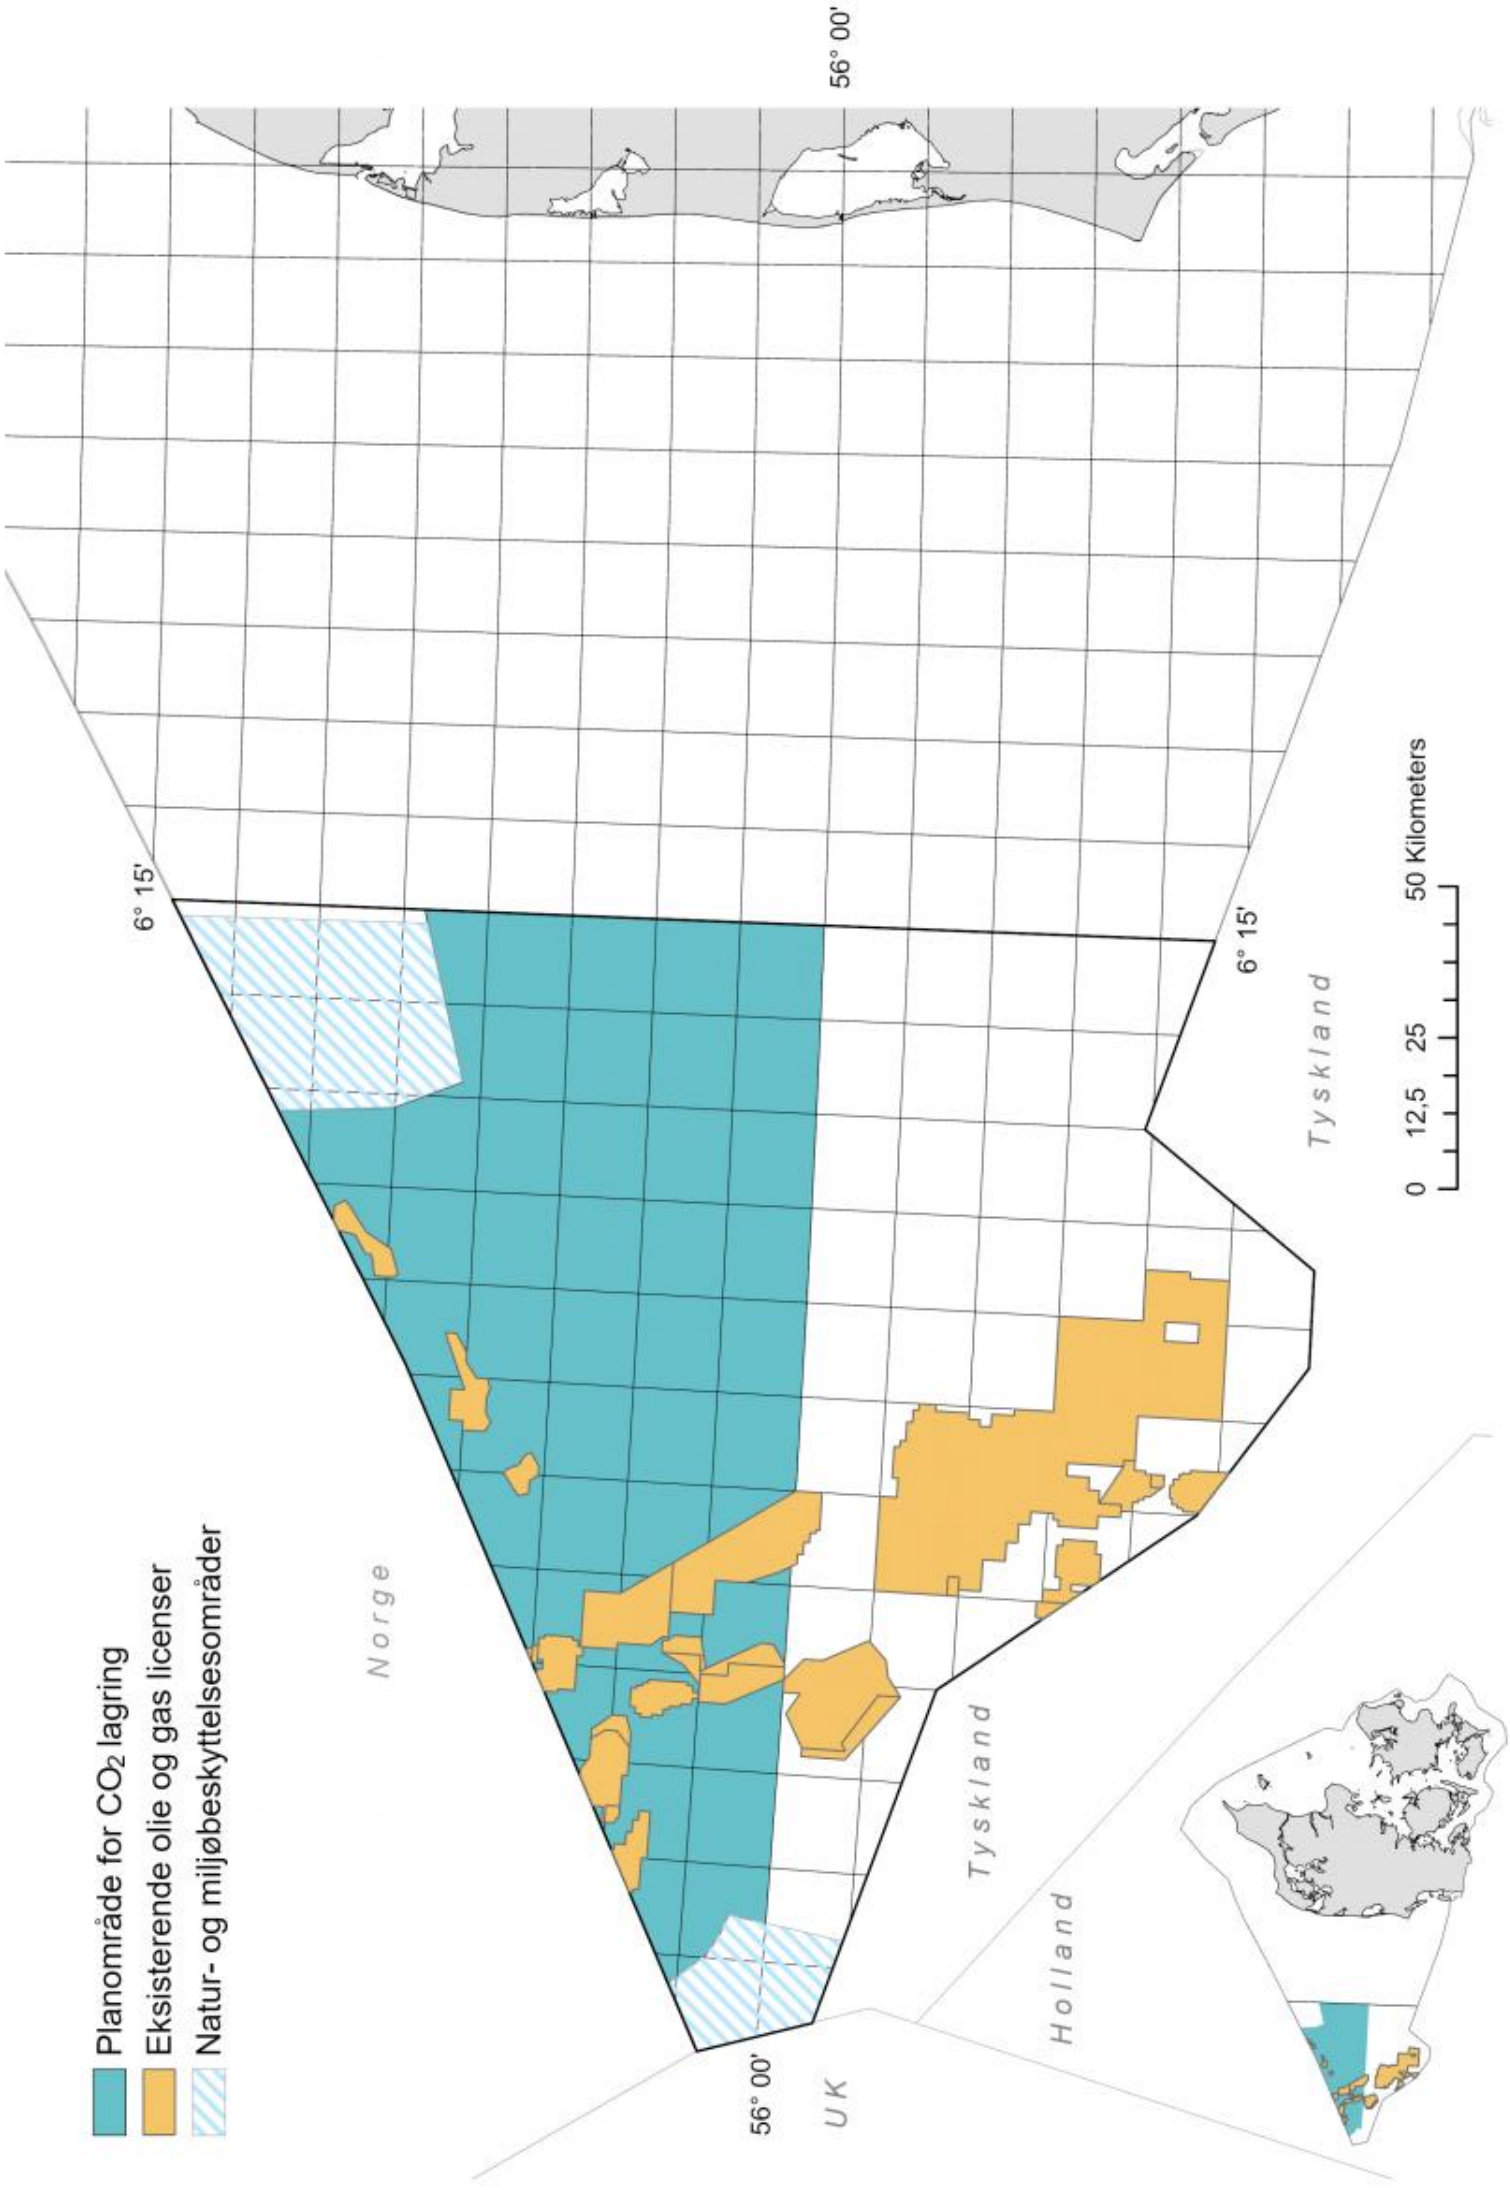 Planområde for CO₂ lagring
Eksisterende olie og gas licenser
Natur- og miljøbeskyttelsesområder
Norge
6° 15'
56° 00'
56° 00'
UK
Holland
Tyskland
Tyskland
6° 15'
0 12,5 25 50 Kilometers